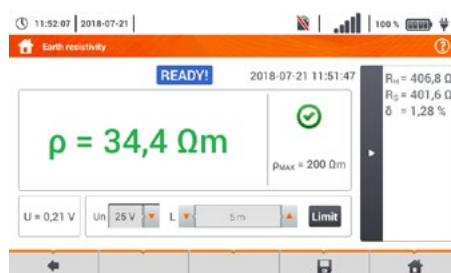 11:52:07 2018-07-21 100 %
Earth resistivity
READY! 2018-07-21 11:51:47
ρ = 34,4 Ωm
ρMAX = 200 Ωm
RH = 406,8 Ω
RS = 401,6 Ω
δ = 1,28 %
U = 0,21 V Un 25 V L 5 m Limit